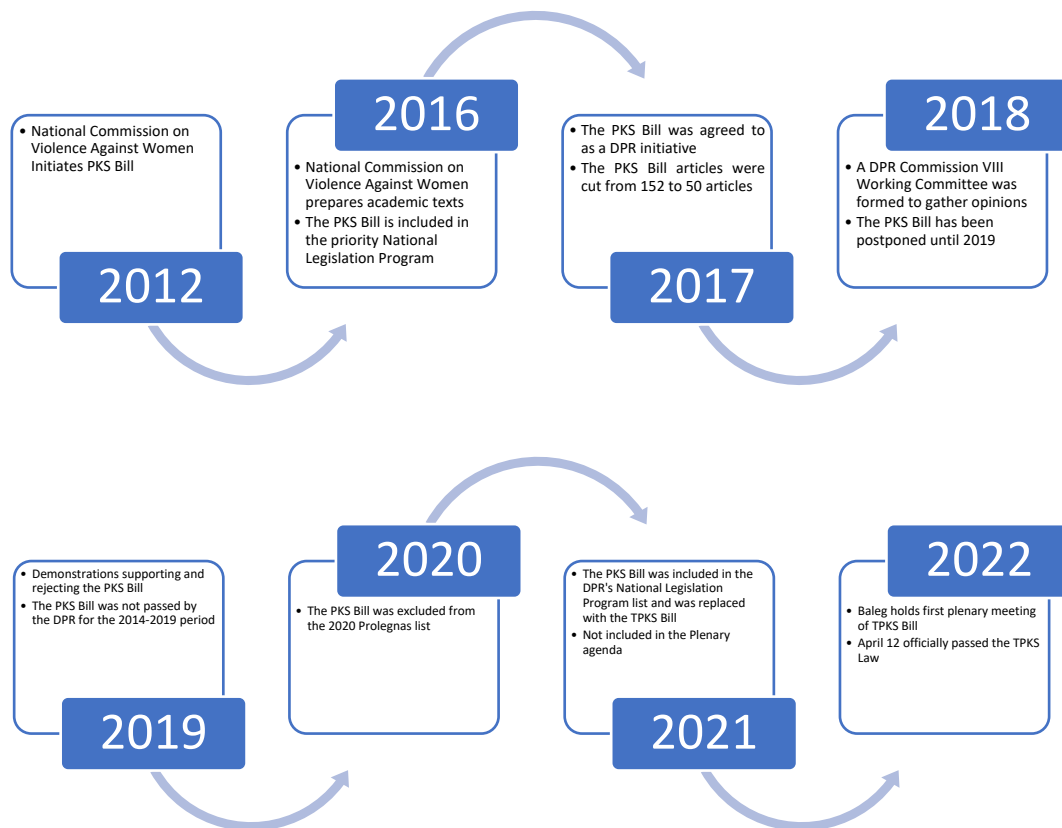 2012
• National Commission on
Violence Against Women
Initiates PKS Bill
2016
• National Commission on
Violence Against Women
prepares academic texts
• The PKS Bill is included in
the priority National
Legislation Program
2017
• The PKS Bill was agreed to
as a DPR initiative
• The PKS Bill articles were
cut from 152 to 50 articles
2018
• A DPR Commission VIII
Working Committee was
formed to gather opinions
• The PKS Bill has been
postponed until 2019
2019
• Demonstrations supporting and
rejecting the PKS Bill
• The PKS Bill was not passed by
the DPR for the 2014-2019 period
2020
• The PKS Bill was excluded from
the 2020 Prolegnas list
2021
• The PKS Bill was included in the
DPR's National Legislation
Program list and was replaced
with the TPKS Bill
• Not included in the Plenary
agenda
2022
• Baleg holds first plenary meeting
of TPKS Bill
• April 12 officially passed the TPKS
Law